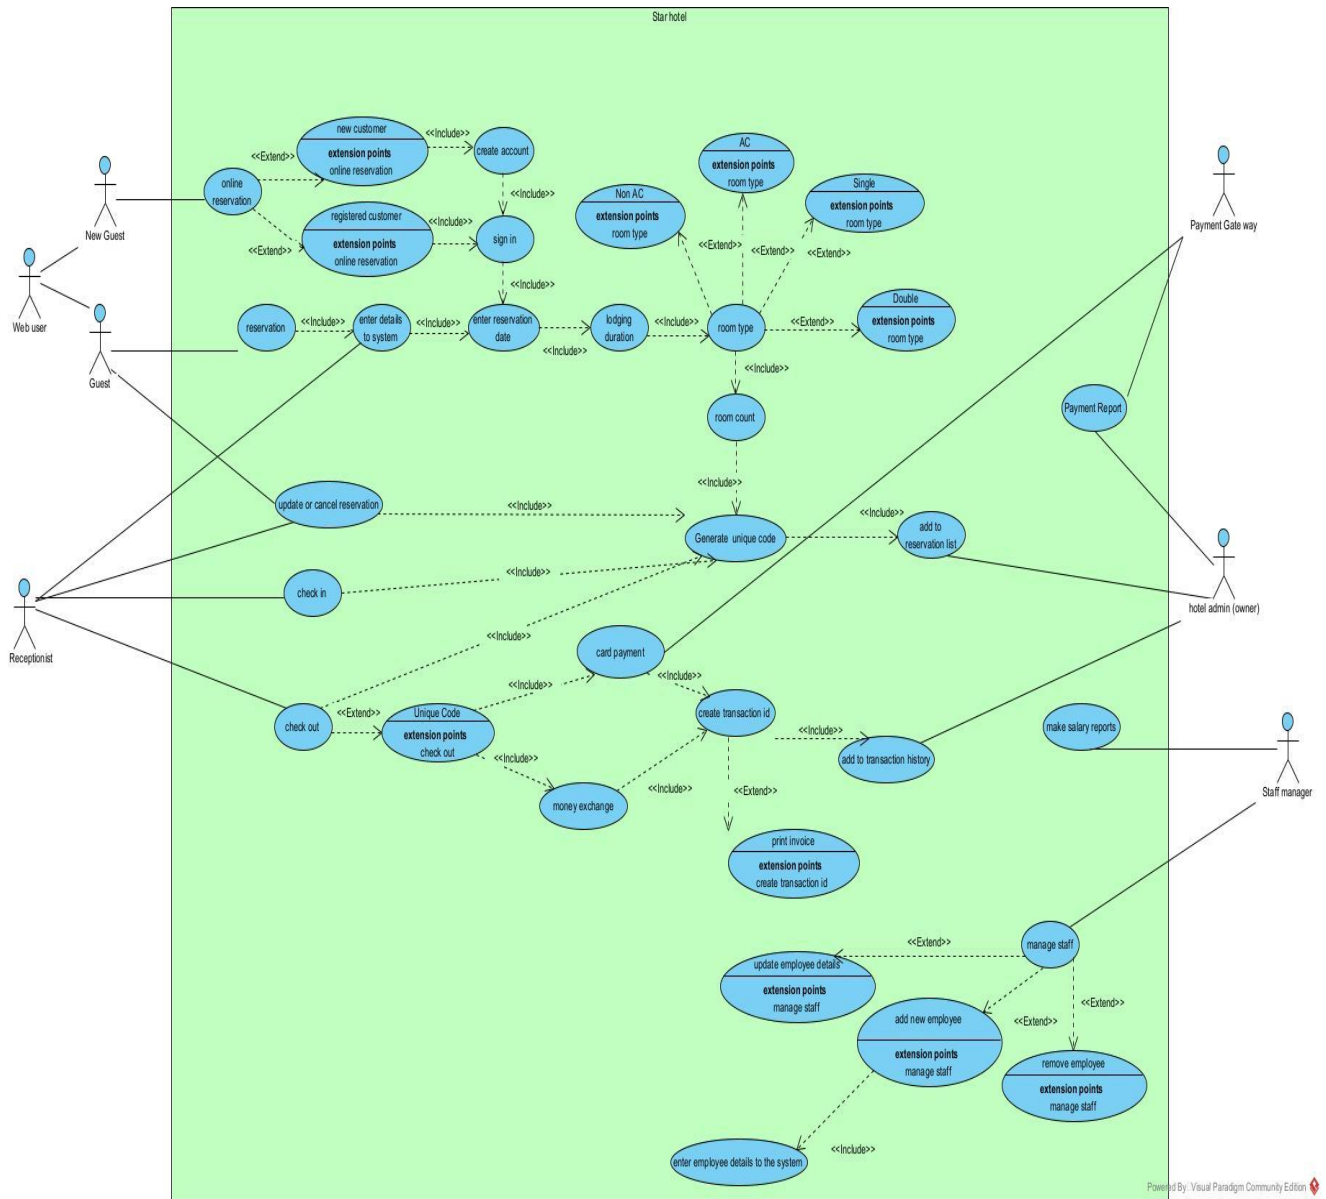 Star hotel
new customer
extension points
online reservation
<<Include>>
create account
<<Extend>>
online
reservation
<<Include>>
registered customer
extension points
online reservation
<<Include>>
sign in
<<Extend>>
<<Include>>
New Guest
Web user
Guest
AC
extension points
room type
Non AC
extension points
room type
Single
extension points
room type
<<Extend>>
<<Extend>>
<<Extend>>
Double
extension points
room type
<<Extend>>
reservation
<<Include>>
enter details
to system
<<Include>>
enter reservation
date
<<Include>>
lodging
duration
<<Include>>
room type
<<Include>>
room count
<<Include>>
Payment Gate way
Payment Report
update or cancel reservation
<<Include>>
Generate unique code
<<Include>>
add to
reservation list
hotel admin (owner)
check in
<<Include>>
Receptionist
<<Include>>
card payment
<<Include>>
<<Include>>
check out
<<Extend>>
Unique Code
extension points
check out
<<Include>>
money exchange
<<Include>>
create transaction id
<<Include>>
add to transaction history
<<Extend>>
print invoice
extension points
create transaction id
make salary reports
Staff manager
manage staff
<<Extend>>
update employee details
extension points
manage staff
<<Extend>>
add new employee
extension points
manage staff
<<Extend>>
remove employee
extension points
manage staff
<<Include>>
enter employee details to the system
Powered By: Visual Paradigm Community Edition